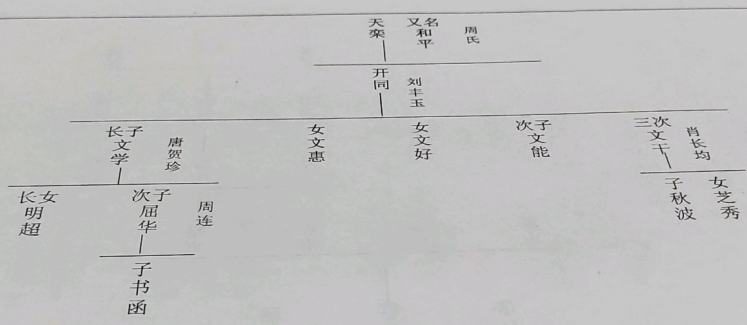 天栾
又名和平
周氏
开同
刘丰玉
长子文学
唐贺珍
女文惠
女文好
次子文能
三次文干
肖长均
长女明超
次子屈华
周连
子秋波
女芝秀
子书函